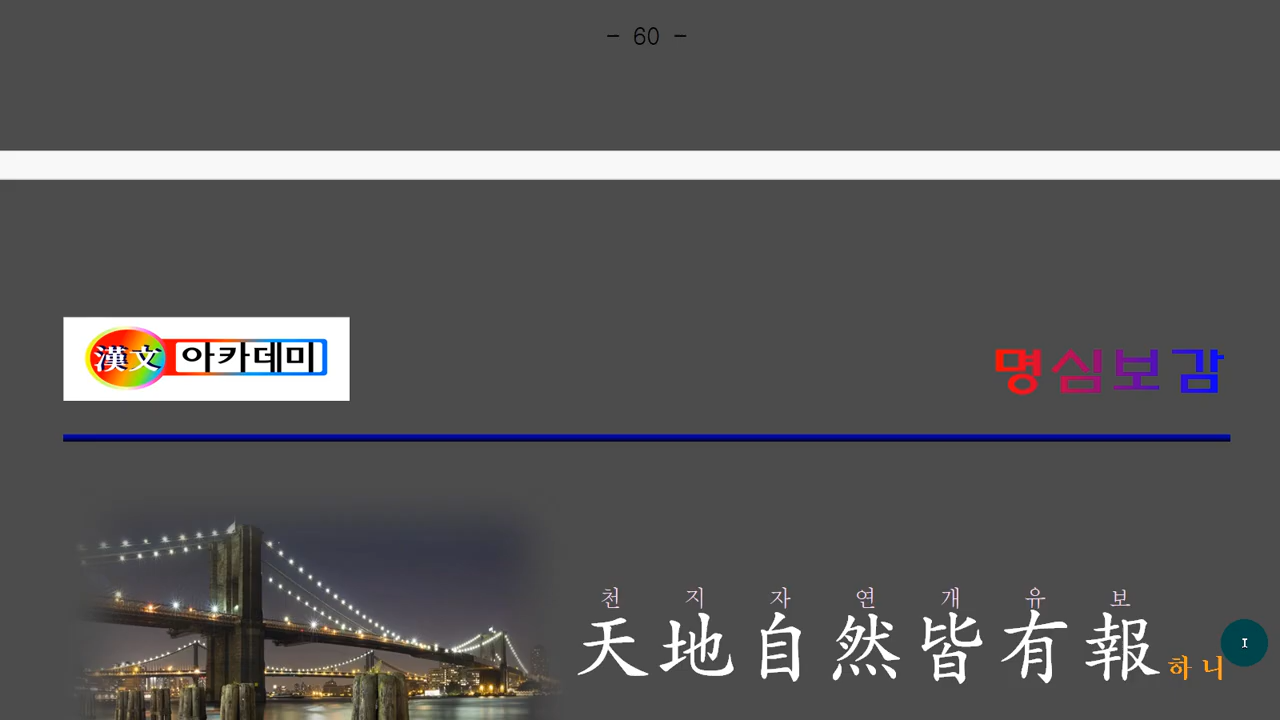 - 60 -
漢文 아카데미
명심보감
천 지 자 연 개 유 보
天地自然皆有報하니